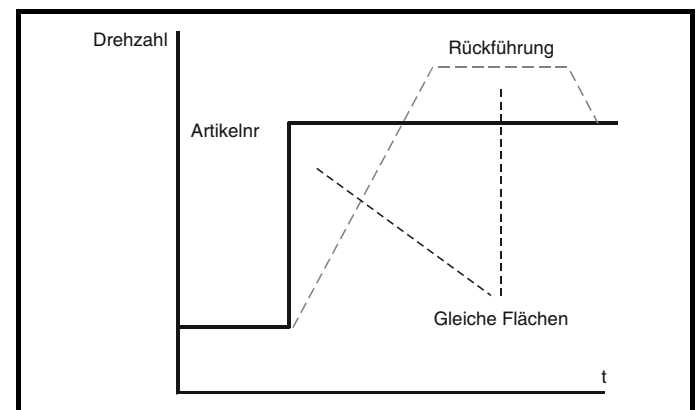 Drehzahl
Rückführung
Artikelnr
Gleiche Flächen
t